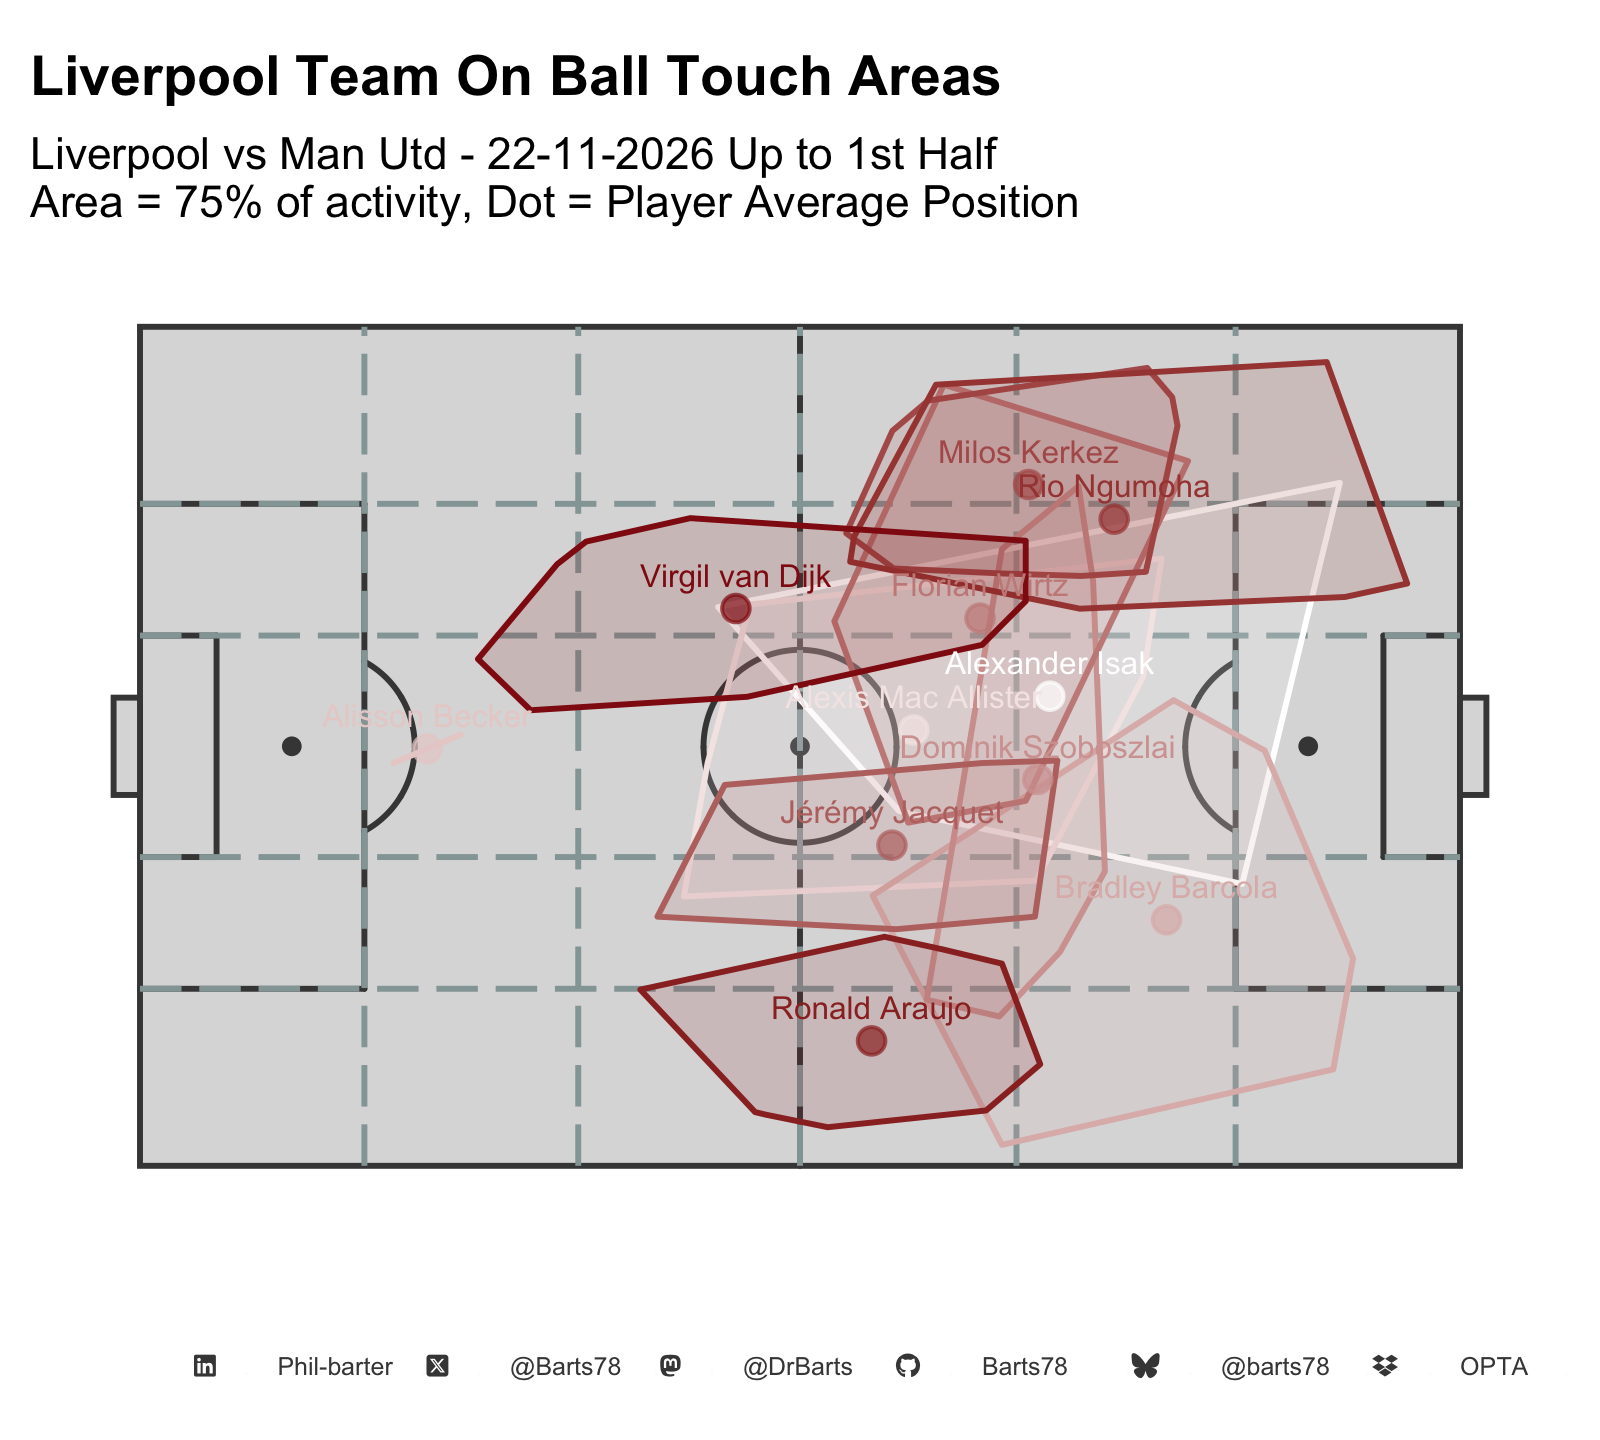 Liverpool Team On Ball Touch Areas
Liverpool vs Man Utd - 22-11-2026 Up to 1st Half
Area = 75% of activity, Dot = Player Average Position
Milos Kerkez
Rio Ngumoha
Virgil van Dijk
Florian Wirtz
Alexander Isak
Alexis Mac Allister
Alisson Becker
Dominik Szoboszlai
Jérémy Jacquet
Bradley Barcola
Ronald Araujo
Phil-barter
@Barts78
@DrBarts
Barts78
@barts78
OPTA